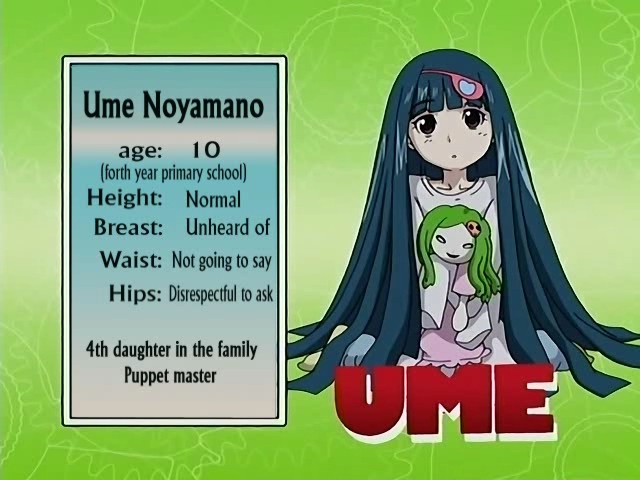 Ume Noyamano
age: 10
(forth year primary school)
Height: Normal
Breast: Unheard of
Waist: Not going to say
Hips: Disrespectful to ask
4th daughter in the family
Puppet master
UME